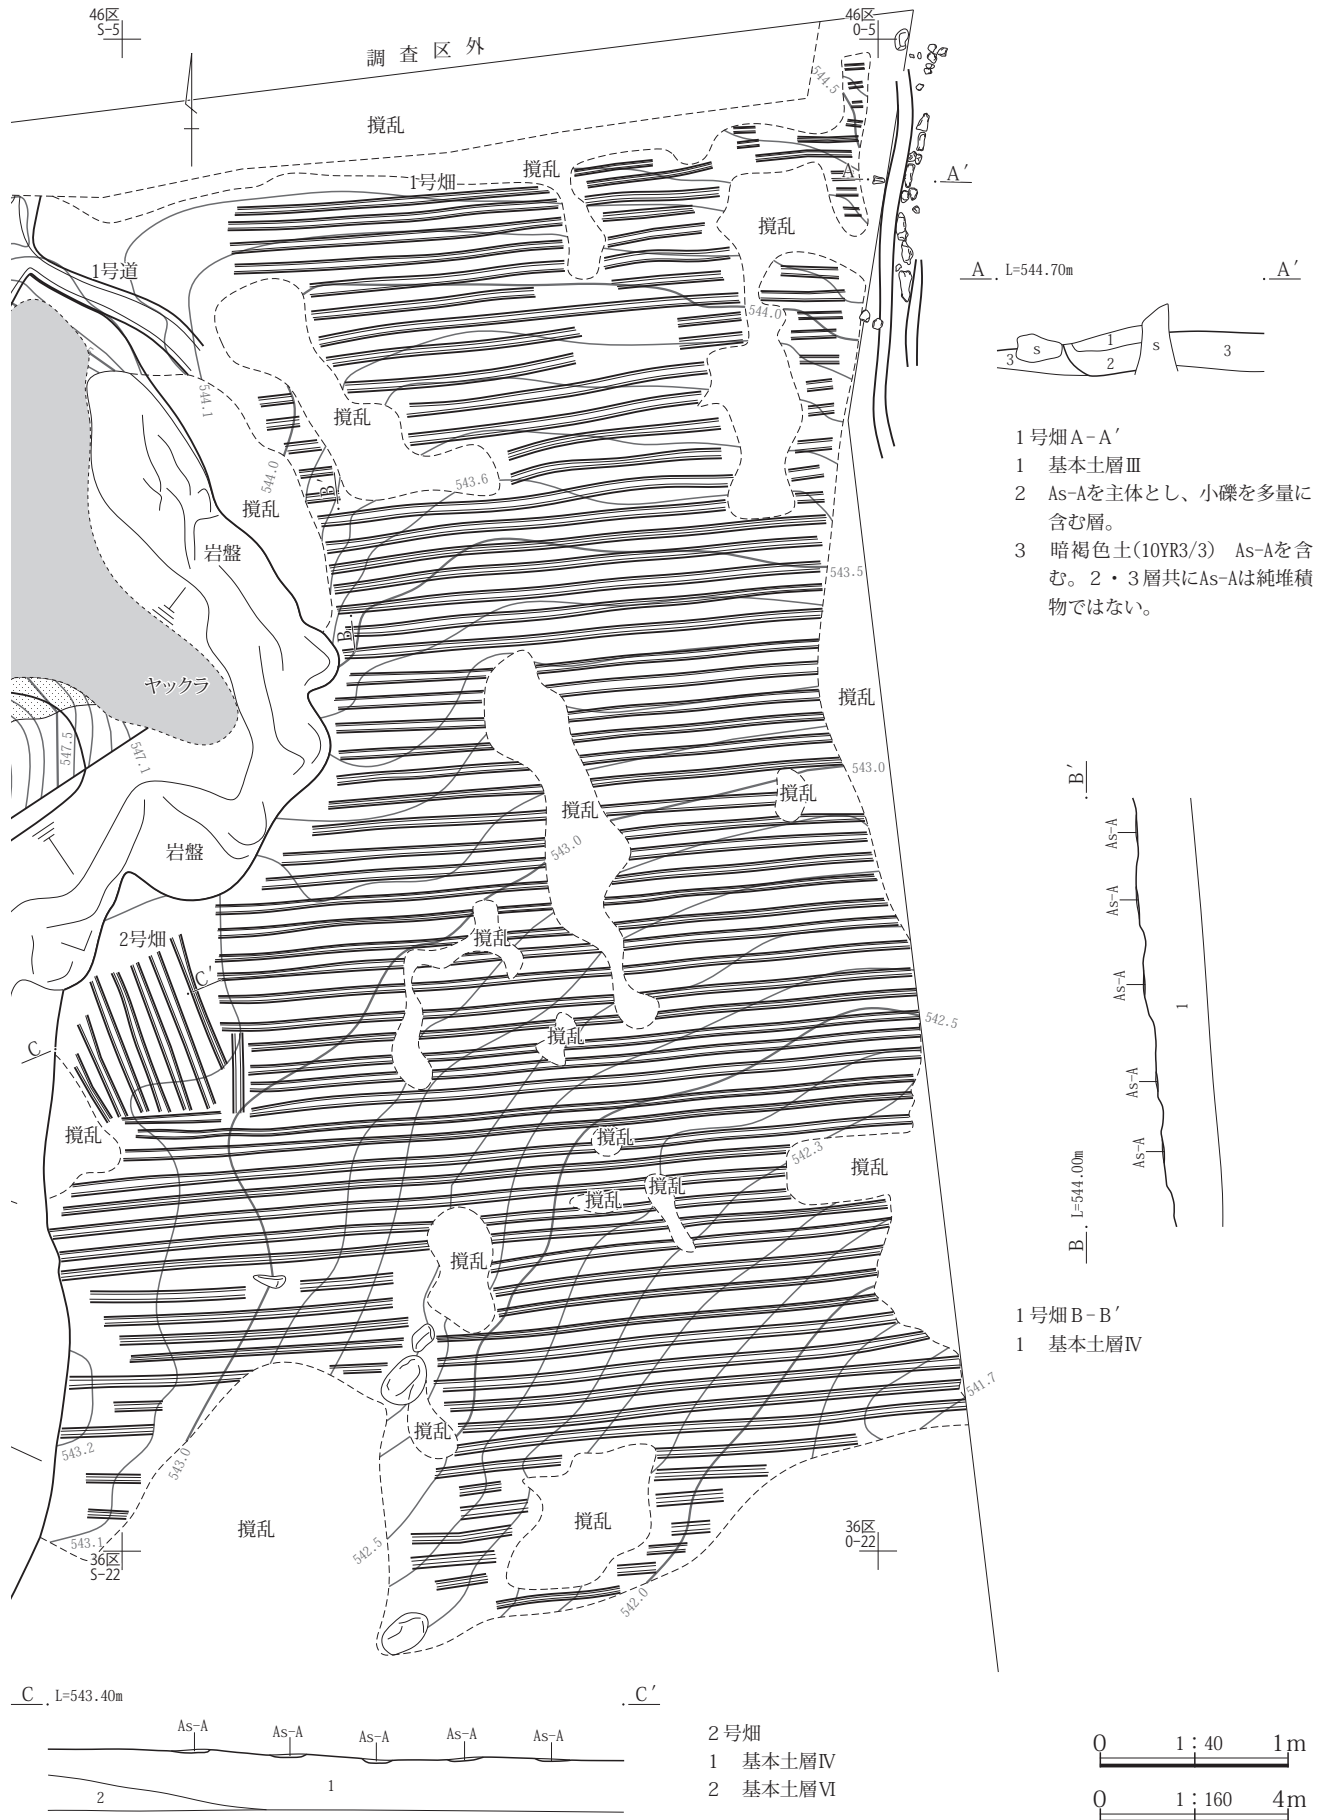 46区
S-5
46区
O-5
調査区外
544.5
撹乱
撹乱
1号畑
A
A′
撹乱
1号道
A L=544.70m A′
544.0
S
1
2
S
3
3
544.1
撹乱
1号畑A-A′
1 基本土層Ⅲ
2 As-Aを主体とし、小礫を多量に
含む層。
3 暗褐色土(10YR3/3) As-Aを含
む。2・3層共にAs-Aは純堆積
物ではない。
544.0
543.6
B′
撹乱
岩盤
543.5
B
ヤックラ
撹乱
547.5
547.1
543.0
B′
撹乱
撹乱
As-A
岩盤
543.0
As-A
2号畑
撹乱
C′
As-A
1
542.5
撹乱
C
As-A
撹乱
撹乱
542.3
撹乱
As-A
撹乱
撹乱
B L=544.00m
撹乱
1号畑B-B′
1 基本土層Ⅳ
541.7
撹乱
543.2
543.0
撹乱
撹乱
36区
O-22
543.1
36区
S-22
542.5
542.0
C L=543.40m C′
As-A
As-A
As-A
As-A
As-A
1
2
2号畑
1 基本土層Ⅳ
2 基本土層Ⅵ
0 1：40 1m
0 1：160 4m